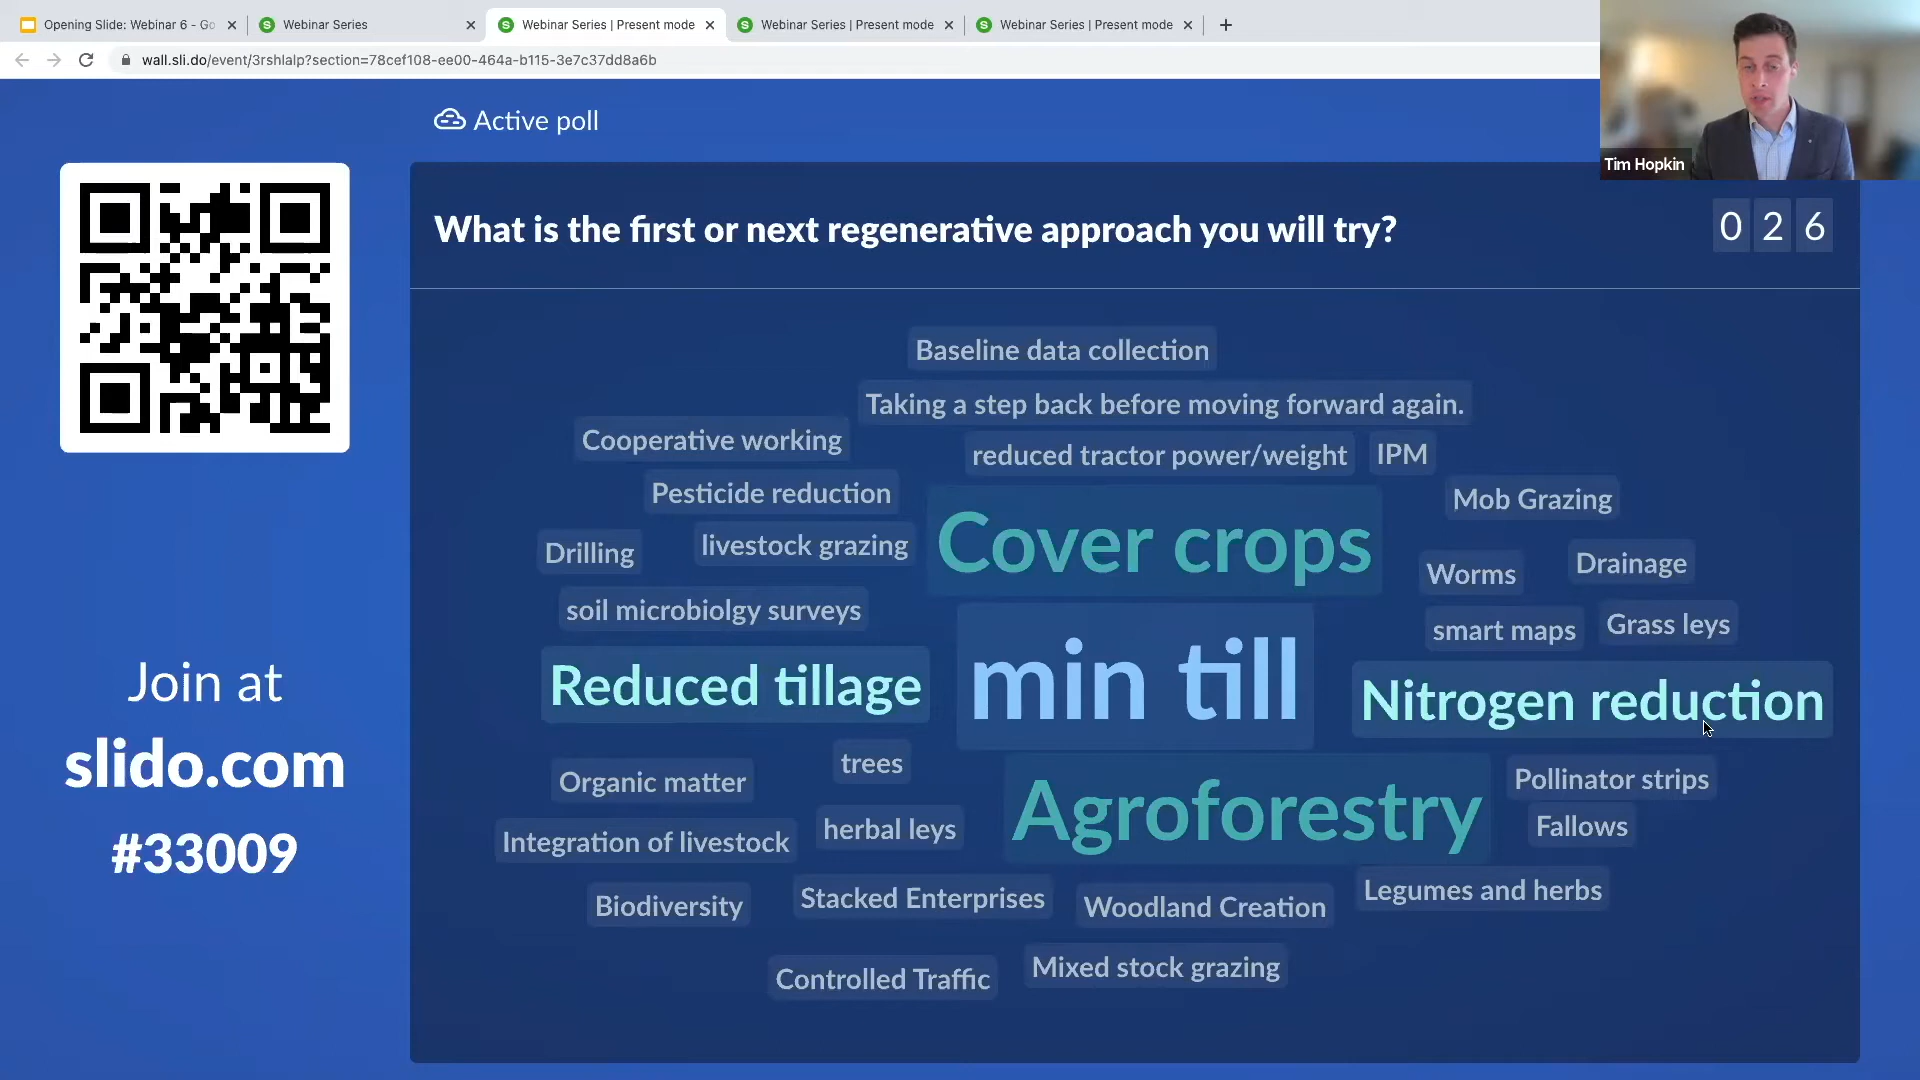 Opening Slide: Webinar 6 - Go
Webinar Series
Webinar Series | Present mode
Webinar Series | Present mode
Webinar Series | Present mode
wall.sli.do/event/3rshlalp?section=78cef108-ee00-464a-b115-3e7c37dd8a6b
Tim Hopkin
Active poll
What is the first or next regenerative approach you will try?
026
Baseline data collection
Taking a step back before moving forward again.
Cooperative working
reduced tractor power/weight
IPM
Pesticide reduction
Mob Grazing
Cover crops
Drilling
livestock grazing
Worms
Drainage
soil microbiolgy surveys
smart maps
Grass leys
Reduced tillage
min till
Nitrogen reduction
Organic matter
trees
Agroforestry
Pollinator strips
Integration of livestock
herbal leys
Fallows
Biodiversity
Stacked Enterprises
Woodland Creation
Legumes and herbs
Controlled Traffic
Mixed stock grazing
Join at
slido.com
#33009